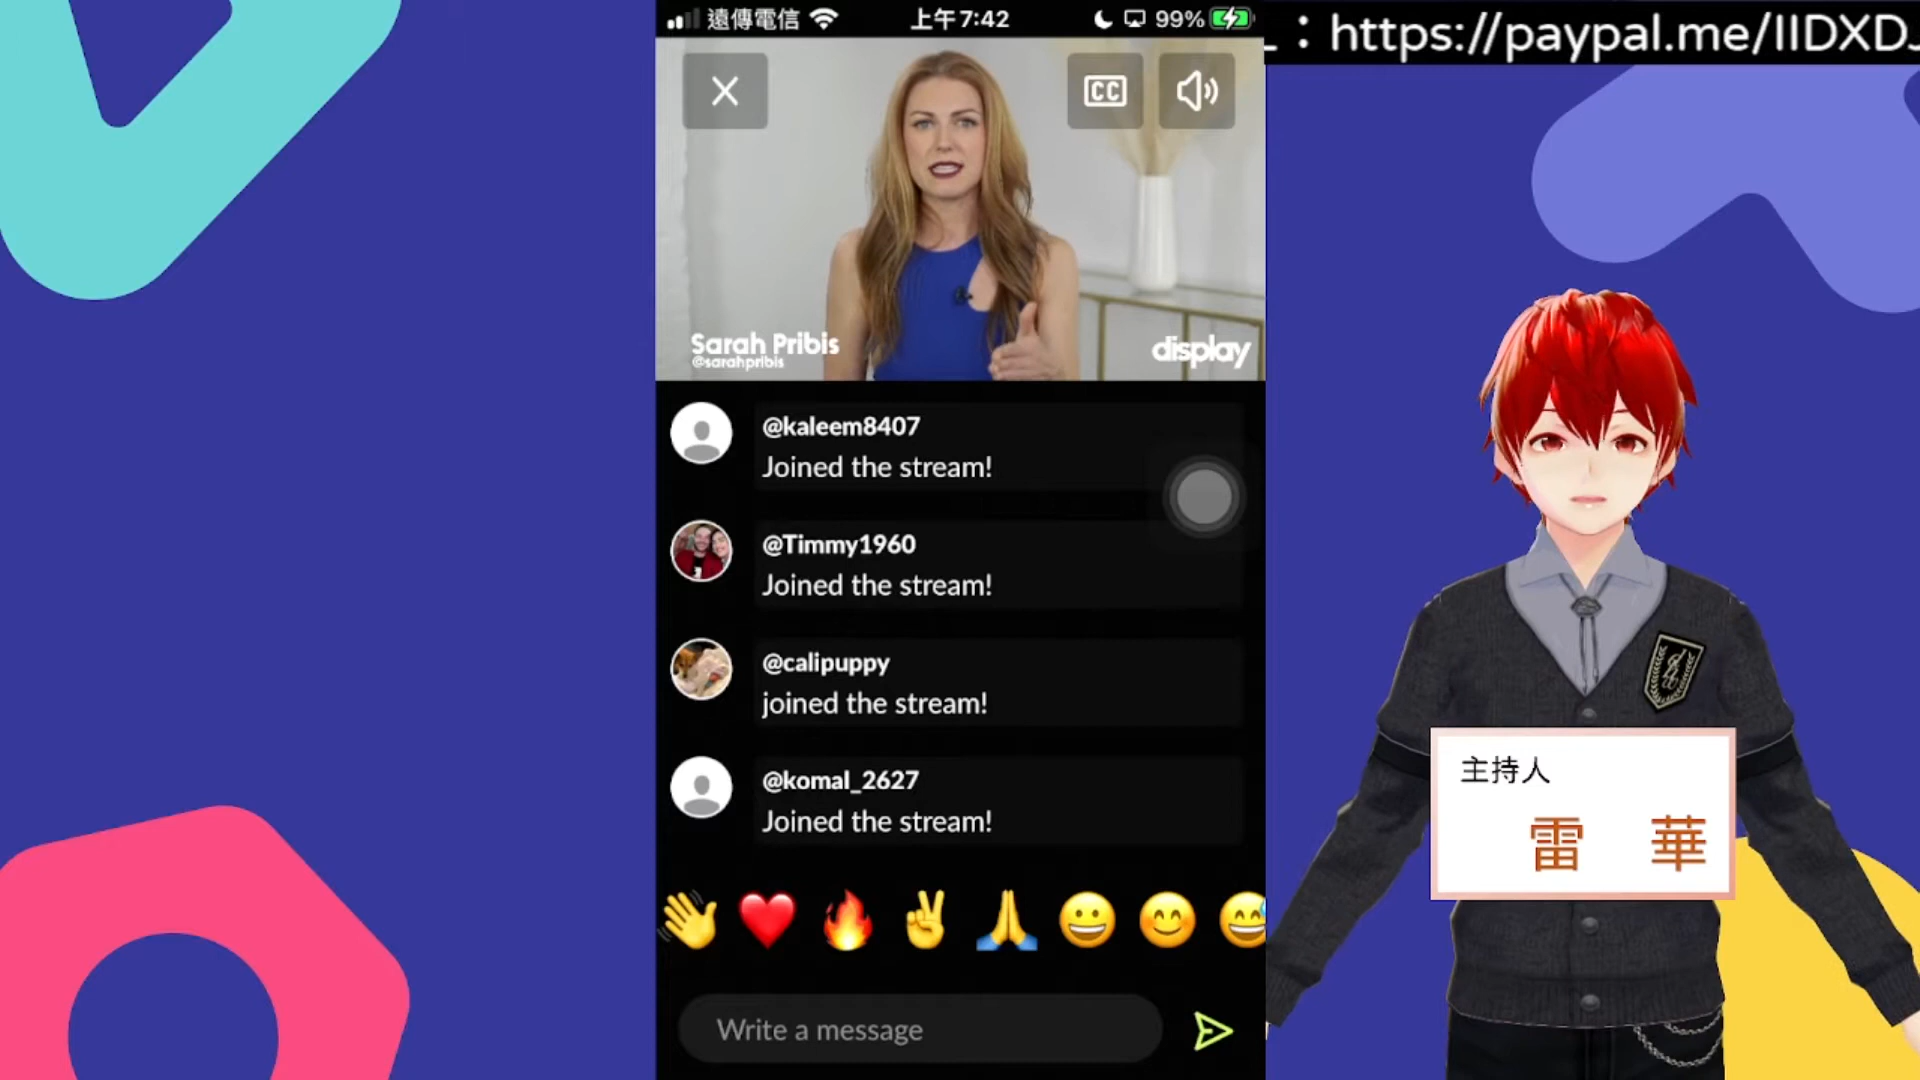 遠傳電信
上午7:42
99%
：https://paypal.me/IIDXDJ
CC
Sarah Pribis
@sarahpribis
display
@kaleem8407
Joined the stream!
@Timmy1960
Joined the stream!
@calipuppy
joined the stream!
@komal_2627
Joined the stream!
Write a message
主持人
雷 華